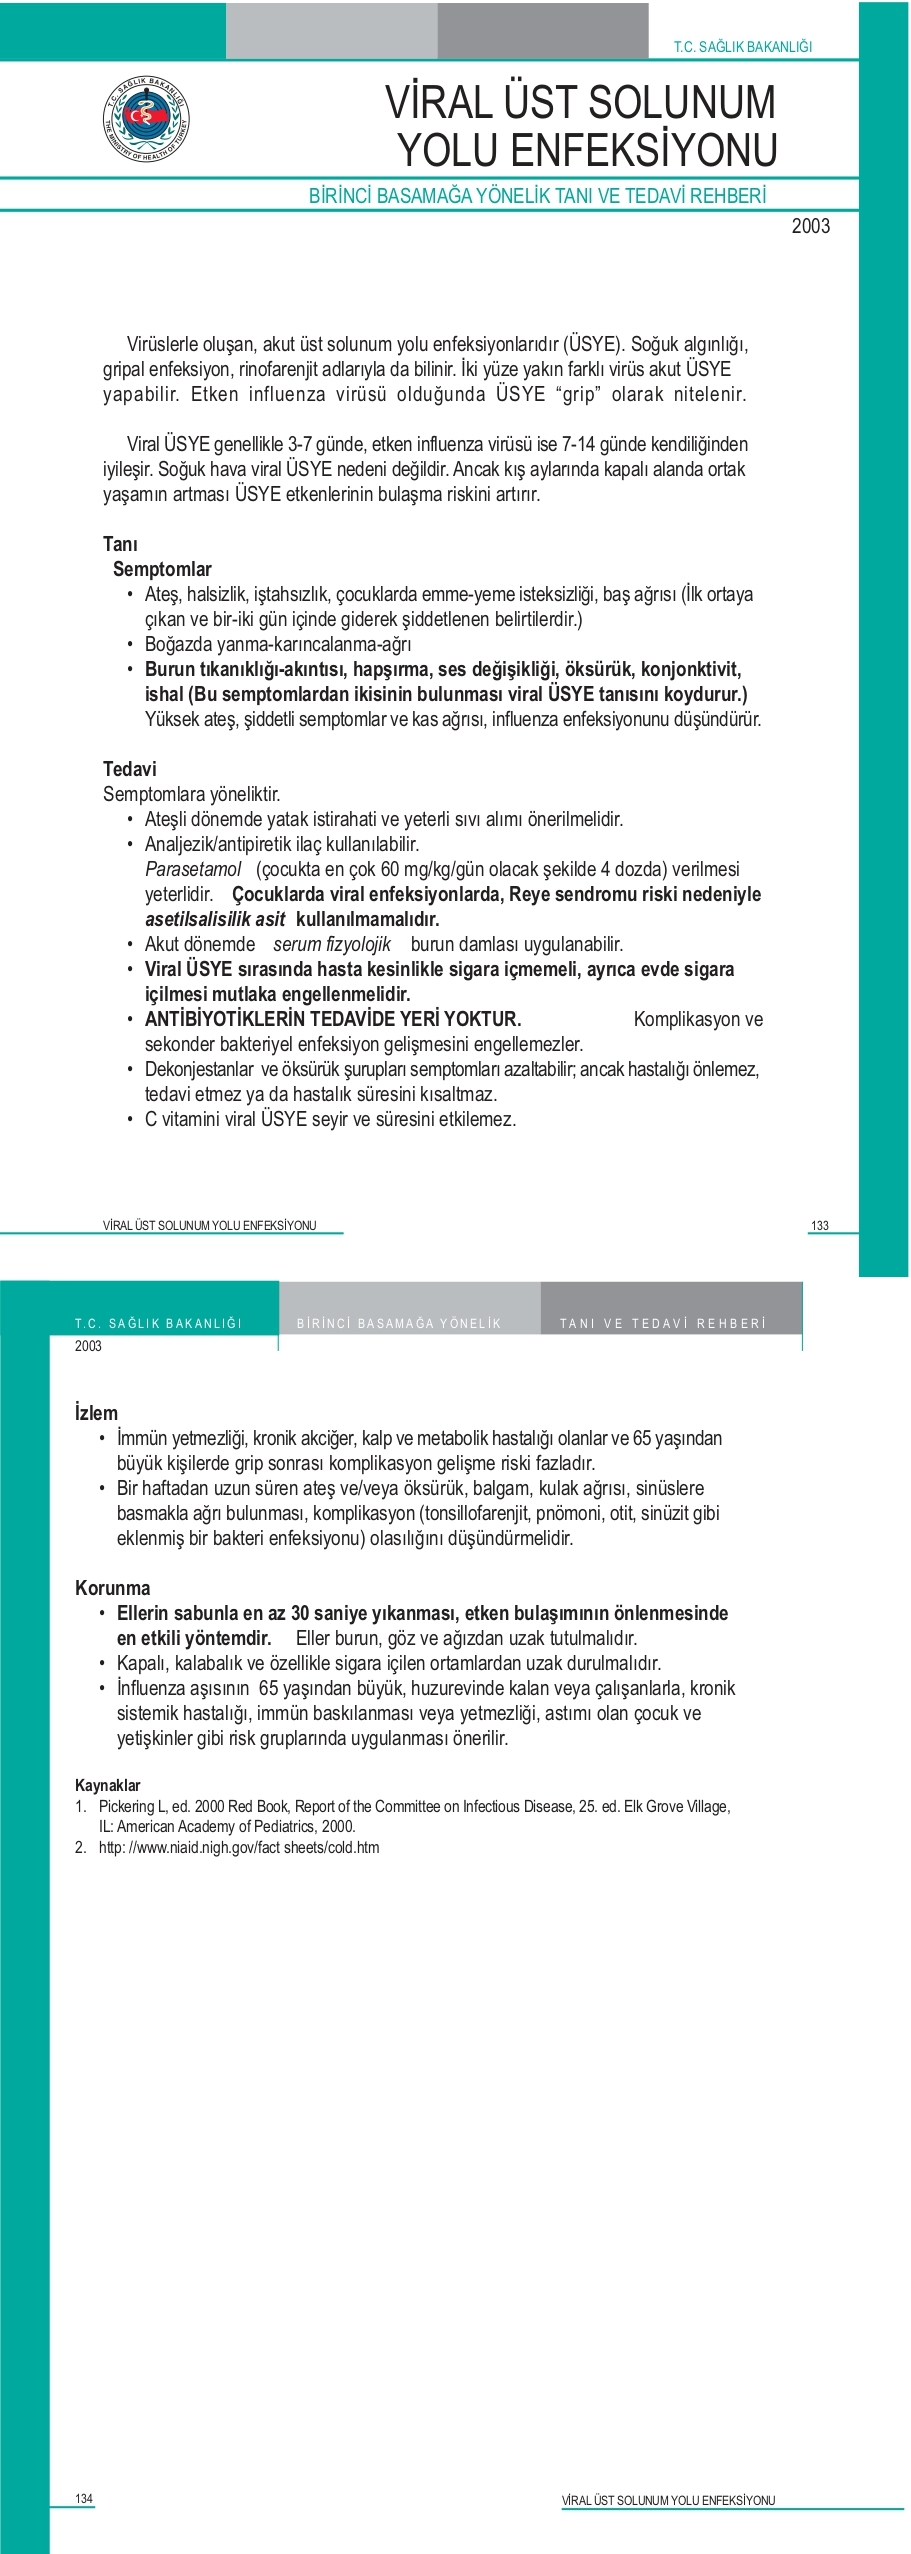 T.C. SAĞLIK BAKANLIĞI
T.C. SAĞLIK BAKANLIĞI
THE MINISTRY OF HEALTH OF TURKEY
VİRAL ÜST SOLUNUM
YOLU ENFEKSİYONU
BİRİNCİ BASAMAĞA YÖNELİK TANI VE TEDAVİ REHBERİ
2003
Virüslerle oluşan, akut üst solunum yolu enfeksiyonlarıdır (ÜSYE). Soğuk algınlığı,
gripal enfeksiyon, rinofarenjit adlarıyla da bilinir. İki yüze yakın farklı virüs akut ÜSYE
yapabilir. Etken influenza virüsü olduğunda ÜSYE “grip” olarak nitelenir.
Viral ÜSYE genellikle 3-7 günde, etken influenza virüsü ise 7-14 günde kendiliğinden
iyileşir. Soğuk hava viral ÜSYE nedeni değildir. Ancak kış aylarında kapalı alanda ortak
yaşamın artması ÜSYE etkenlerinin bulaşma riskini artırır.
Tanı
Semptomlar
• Ateş, halsizlik, iştahsızlık, çocuklarda emme-yeme isteksizliği, baş ağrısı (İlk ortaya
çıkan ve bir-iki gün içinde giderek şiddetlenen belirtilerdir.)
• Boğazda yanma-karıncalanma-ağrı
• Burun tıkanıklığı-akıntısı, hapşırma, ses değişikliği, öksürük, konjonktivit,
ishal (Bu semptomlardan ikisinin bulunması viral ÜSYE tanısını koydurur.)
Yüksek ateş, şiddetli semptomlar ve kas ağrısı, influenza enfeksiyonunu düşündürür.
Tedavi
Semptomlara yöneliktir.
• Ateşli dönemde yatak istirahati ve yeterli sıvı alımı önerilmelidir.
• Analjezik/antipiretik ilaç kullanılabilir.
Parasetamol (çocukta en çok 60 mg/kg/gün olacak şekilde 4 dozda) verilmesi
yeterlidir. Çocuklarda viral enfeksiyonlarda, Reye sendromu riski nedeniyle
asetilsalisilik asit kullanılmamalıdır.
• Akut dönemde serum fizyolojik burun damlası uygulanabilir.
• Viral ÜSYE sırasında hasta kesinlikle sigara içmemeli, ayrıca evde sigara
içilmesi mutlaka engellenmelidir.
• ANTİBİYOTİKLERİN TEDAVİDE YERİ YOKTUR. Komplikasyon ve
sekonder bakteriyel enfeksiyon gelişmesini engellemezler.
• Dekonjestanlar ve öksürük şurupları semptomları azaltabilir; ancak hastalığı önlemez,
tedavi etmez ya da hastalık süresini kısaltmaz.
• C vitamini viral ÜSYE seyir ve süresini etkilemez.
VİRAL ÜST SOLUNUM YOLU ENFEKSİYONU 133
T.C. SAĞLIK BAKANLIĞI BİRİNCİ BASAMAĞA YÖNELİK TANI VE TEDAVİ REHBERİ
2003
İzlem
• İmmün yetmezliği, kronik akciğer, kalp ve metabolik hastalığı olanlar ve 65 yaşından
büyük kişilerde grip sonrası komplikasyon gelişme riski fazladır.
• Bir haftadan uzun süren ateş ve/veya öksürük, balgam, kulak ağrısı, sinüslere
basmakla ağrı bulunması, komplikasyon (tonsillofarenjit, pnömoni, otit, sinüzit gibi
eklenmiş bir bakteri enfeksiyonu) olasılığını düşündürmelidir.
Korunma
• Ellerin sabunla en az 30 saniye yıkanması, etken bulaşımının önlenmesinde
en etkili yöntemdir. Eller burun, göz ve ağızdan uzak tutulmalıdır.
• Kapalı, kalabalık ve özellikle sigara içilen ortamlardan uzak durulmalıdır.
• İnfluenza aşısının 65 yaşından büyük, huzurevinde kalan veya çalışanlarla, kronik
sistemik hastalığı, immün baskılanması veya yetmezliği, astımı olan çocuk ve
yetişkinler gibi risk gruplarında uygulanması önerilir.
Kaynaklar
1. Pickering L, ed. 2000 Red Book, Report of the Committee on Infectious Disease, 25. ed. Elk Grove Village,
IL: American Academy of Pediatrics, 2000.
2. http: //www.niaid.nigh.gov/fact sheets/cold.htm
134 VİRAL ÜST SOLUNUM YOLU ENFEKSİYONU